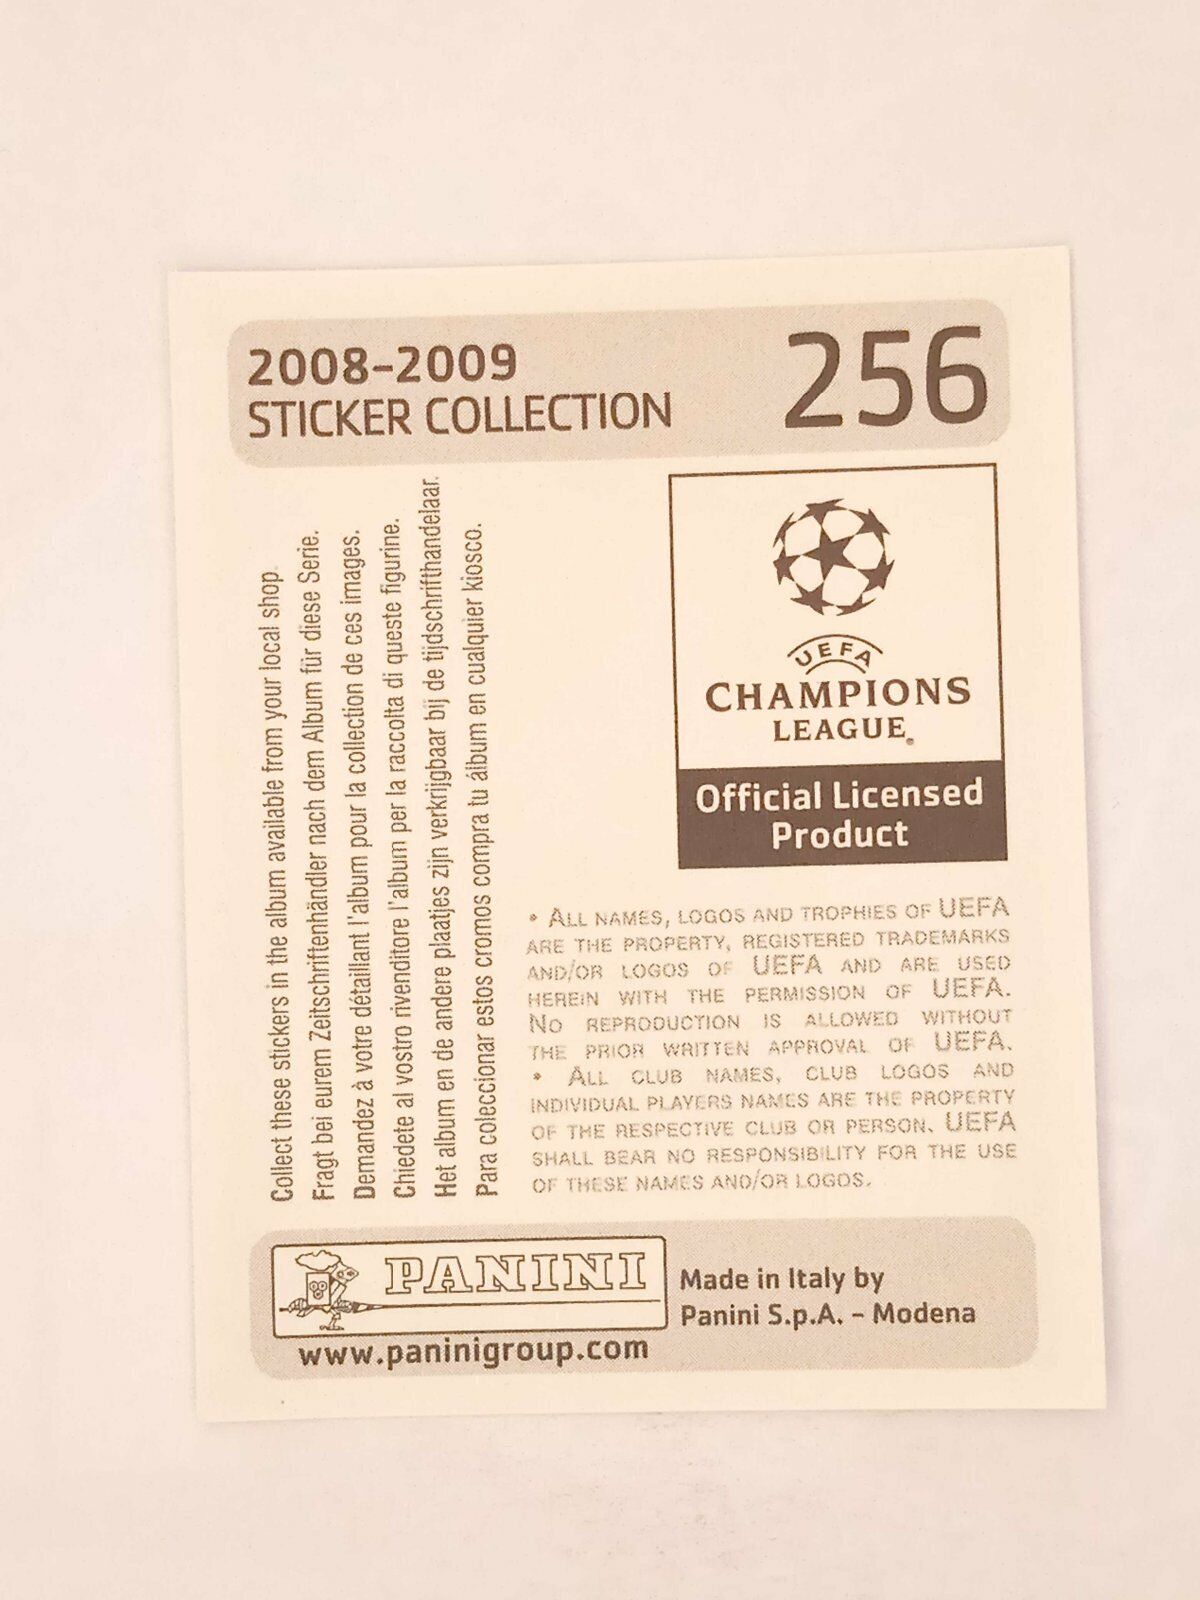 2008-2009
STICKER COLLECTION
256
Collect these stickers in the album available from your local shop.
Fragt bei eurem Zeitschriftenhändler nach dem Album für diese Serie.
Demandez à votre détaillant l'album pour la collection de ces images.
Chiedete al vostro rivenditore l'album per la raccolta di queste figurine.
Het album en de andere plaatjes zijn verkrijgbaar bij de tijdschrifthandelaar.
Para coleccionar estos cromos compra tu álbum en cualquier kiosco.
UEFA
CHAMPIONS
LEAGUE®
Official Licensed
Product
• ALL NAMES, LOGOS AND TROPHIES OF UEFA
ARE THE PROPERTY, REGISTERED TRADEMARKS
AND/OR LOGOS OF UEFA AND ARE USED
HEREIN WITH THE PERMISSION OF UEFA.
NO REPRODUCTION IS ALLOWED WITHOUT
THE PRIOR WRITTEN APPROVAL OF UEFA.
• ALL CLUB NAMES, CLUB LOGOS AND
INDIVIDUAL PLAYERS NAMES ARE THE PROPERTY
OF THE RESPECTIVE CLUB OR PERSON. UEFA
SHALL BEAR NO RESPONSIBILITY FOR THE USE
OF THESE NAMES AND/OR LOGOS.
PANINI
www.paninigroup.com
Made in Italy by
Panini S.p.A. - Modena